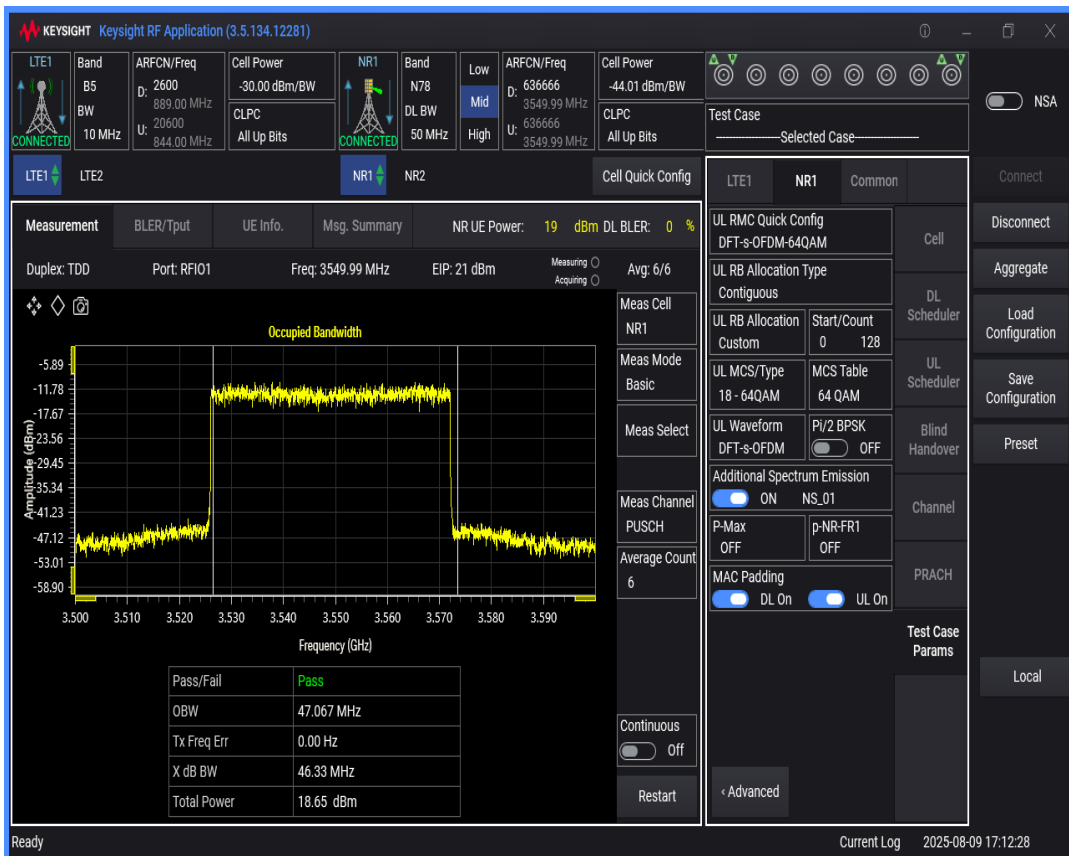 KEYSIGHT Keysight RF Application (3.5.134.12281)
LTE1
CONNECTED
Band
B5
BW
10 MHz
ARFCN/Freq
D: 2600
889.00 MHz
U: 20600
844.00 MHz
Cell Power
-30.00 dBm/BW
CLPC
All Up Bits
NR1
CONNECTED
Band
N78
DL BW
50 MHz
Low
Mid
High
ARFCN/Freq
D: 636666
3549.99 MHz
U: 636666
3549.99 MHz
Cell Power
-44.01 dBm/BW
CLPC
All Up Bits
Test Case
Selected Case
NSA
LTE1 LTE2
NR1 NR2
Cell Quick Config
Measurement BLER/Tput UE Info. Msg. Summary NR UE Power: 19 dBm DL BLER: 0 %
Duplex: TDD Port: RFIO1 Freq: 3549.99 MHz EIP: 21 dBm Measuring Avg: 6/6
Acquiring
Occupied Bandwidth
Amplitude (dBm)
-5.89
-11.78
-17.67
-23.56
-29.45
-35.34
-41.23
-47.12
-53.01
-58.90
3.500 3.510 3.520 3.530 3.540 3.550 3.560 3.570 3.580 3.590
Frequency (GHz)
Pass/Fail Pass
OBW 47.067 MHz
Tx Freq Err 0.00 Hz
X dB BW 46.33 MHz
Total Power 18.65 dBm
Meas Cell
NR1
Meas Mode
Basic
Meas Select
Meas Channel
PUSCH
Average Count
6
Continuous
Off
Restart
LTE1 NR1 Common
UL RMC Quick Config
DFT-s-OFDM-64QAM
UL RB Allocation Type
Contiguous
UL RB Allocation
Custom
Start/Count
0 128
UL MCS/Type
18 - 64QAM
MCS Table
64 QAM
UL Waveform
DFT-s-OFDM
Pi/2 BPSK
OFF
Additional Spectrum Emission
ON NS_01
P-Max
OFF
p-NR-FR1
OFF
MAC Padding
DL On UL On
‹ Advanced
Cell
DL
Scheduler
UL
Scheduler
Blind
Handover
Channel
PRACH
Test Case
Params
Connect
Disconnect
Aggregate
Load
Configuration
Save
Configuration
Preset
Local
Ready
Current Log 2025-08-09 17:12:28